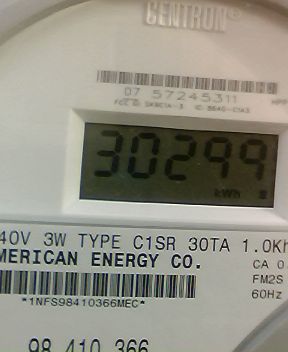 CENTRON®
07 57245311
30299
kWh
40V 3W TYPE C1SR 30TA 1.0Kh
MERICAN ENERGY CO.
CA 0
FM2S
60Hz
*1NFS98410366MEC*
98 410 366